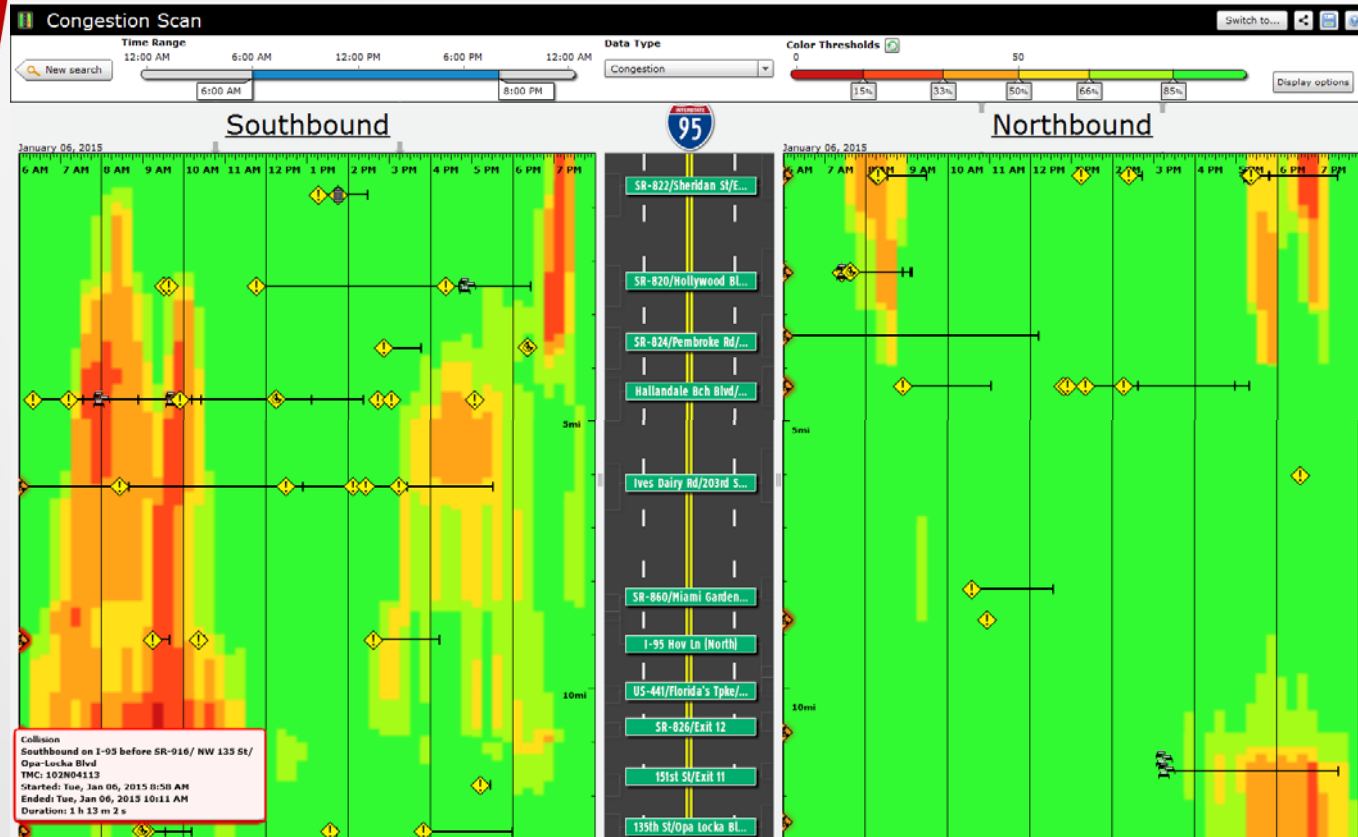 Congestion Scan
Switch to...
Time Range
12:00 AM 6:00 AM 12:00 PM 6:00 PM 12:00 AM
New search
6:00 AM 8:00 PM
Data Type
Congestion
Color Thresholds
0 50
15% 33% 50% 66% 85%
Display options
Southbound
INTERSTATE
95
Northbound
January 06, 2015
6 AM 7 AM 8 AM 9 AM 10 AM 11 AM 12 PM 1 PM 2 PM 3 PM 4 PM 5 PM 6 PM 7 PM
5mi
10mi
SR-822/Sheridan St/E...
SR-820/Hollywood Bl...
SR-824/Pembroke Rd/...
Hallandale Bch Blvd/...
Ives Dairy Rd/203rd S...
SR-860/Miami Garden...
I-95 Hov Ln (North)
US-441/Florida's Tpke/...
SR-826/Exit 12
151st St/Exit 11
135th St/Opa Locka Bl...
January 06, 2015
AM 7 AM 9 AM 10 AM 11 AM 12 PM 1 PM 3 PM 4 PM 6 PM 7 PM
5mi
10mi
Collision
Southbound on I-95 before SR-916/ NW 135 St/
Opa-Locka Blvd
TMC: 102N04113
Started: Tue, Jan 06, 2015 8:58 AM
Ended: Tue, Jan 06, 2015 10:11 AM
Duration: 1 h 13 m 2 s